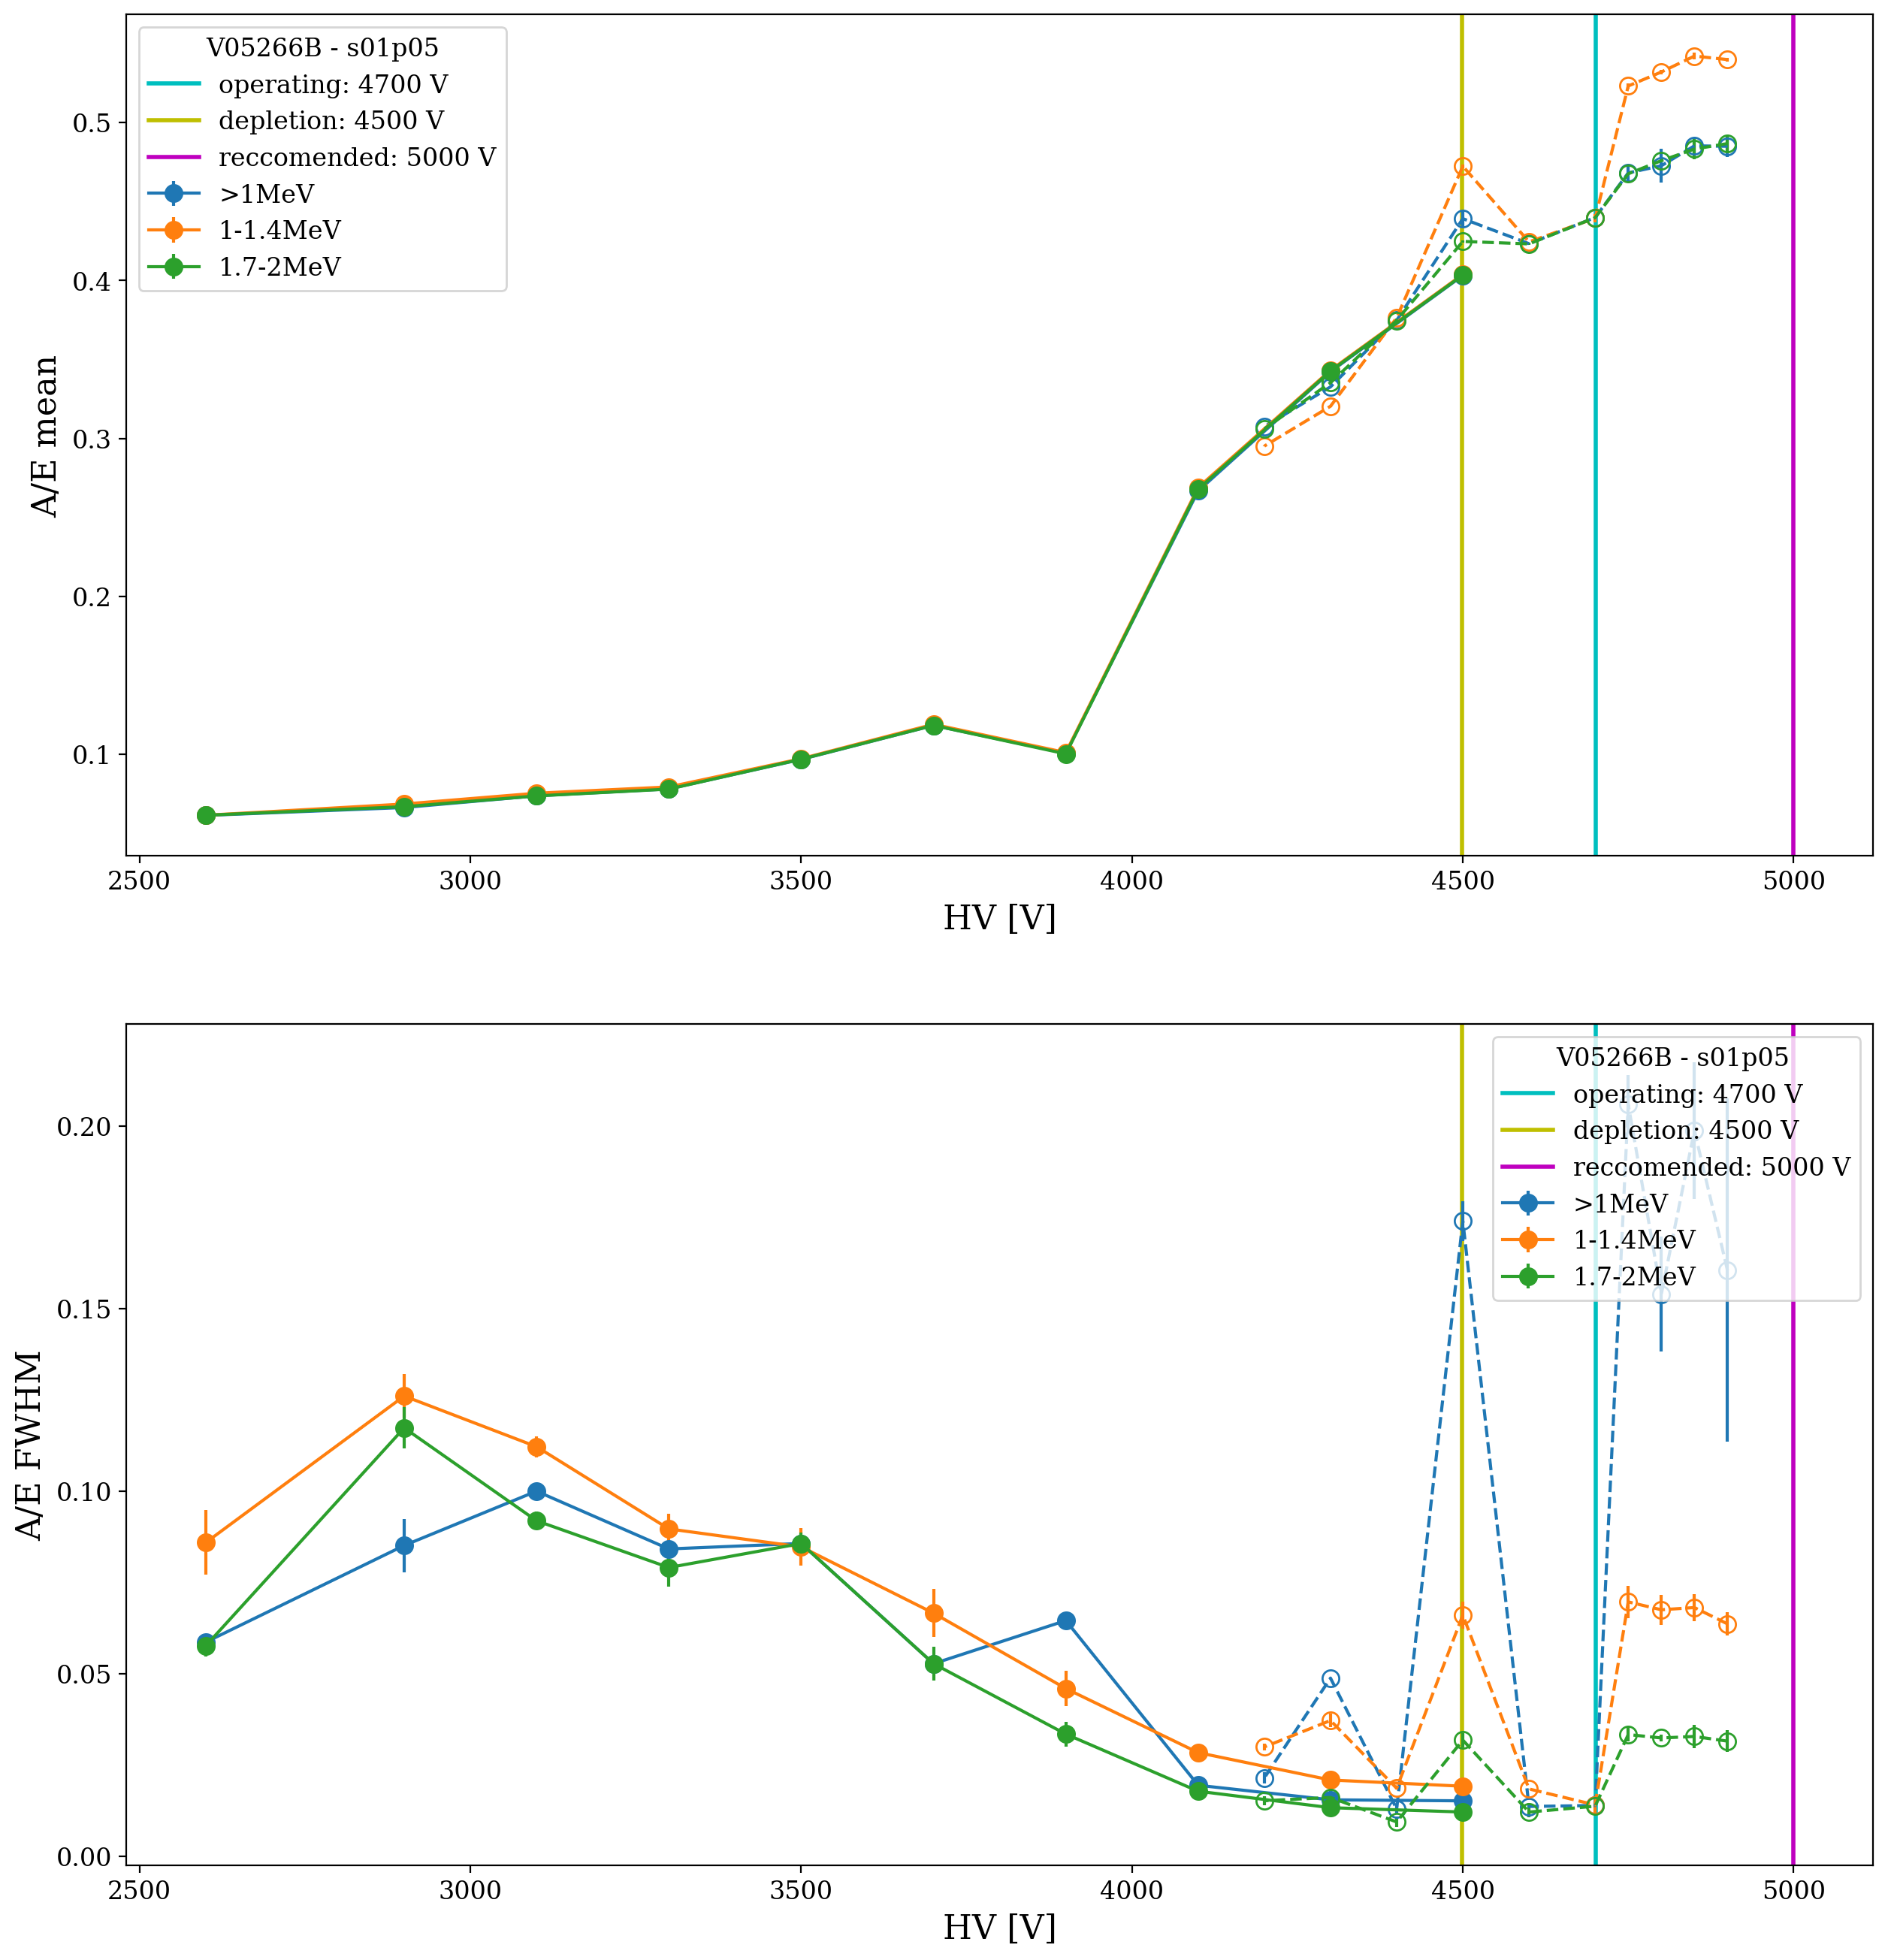 V05266B - s01p05
operating: 4700 V
depletion: 4500 V
reccomended: 5000 V
>1MeV
1-1.4MeV
1.7-2MeV
0.5
0.4
0.3
0.2
0.1
A/E mean
2500 3000 3500 4000 4500 5000
HV [V]
V05266B - s01p05
operating: 4700 V
depletion: 4500 V
reccomended: 5000 V
>1MeV
1-1.4MeV
1.7-2MeV
0.20
0.15
0.10
0.05
0.00
A/E FWHM
2500 3000 3500 4000 4500 5000
HV [V]